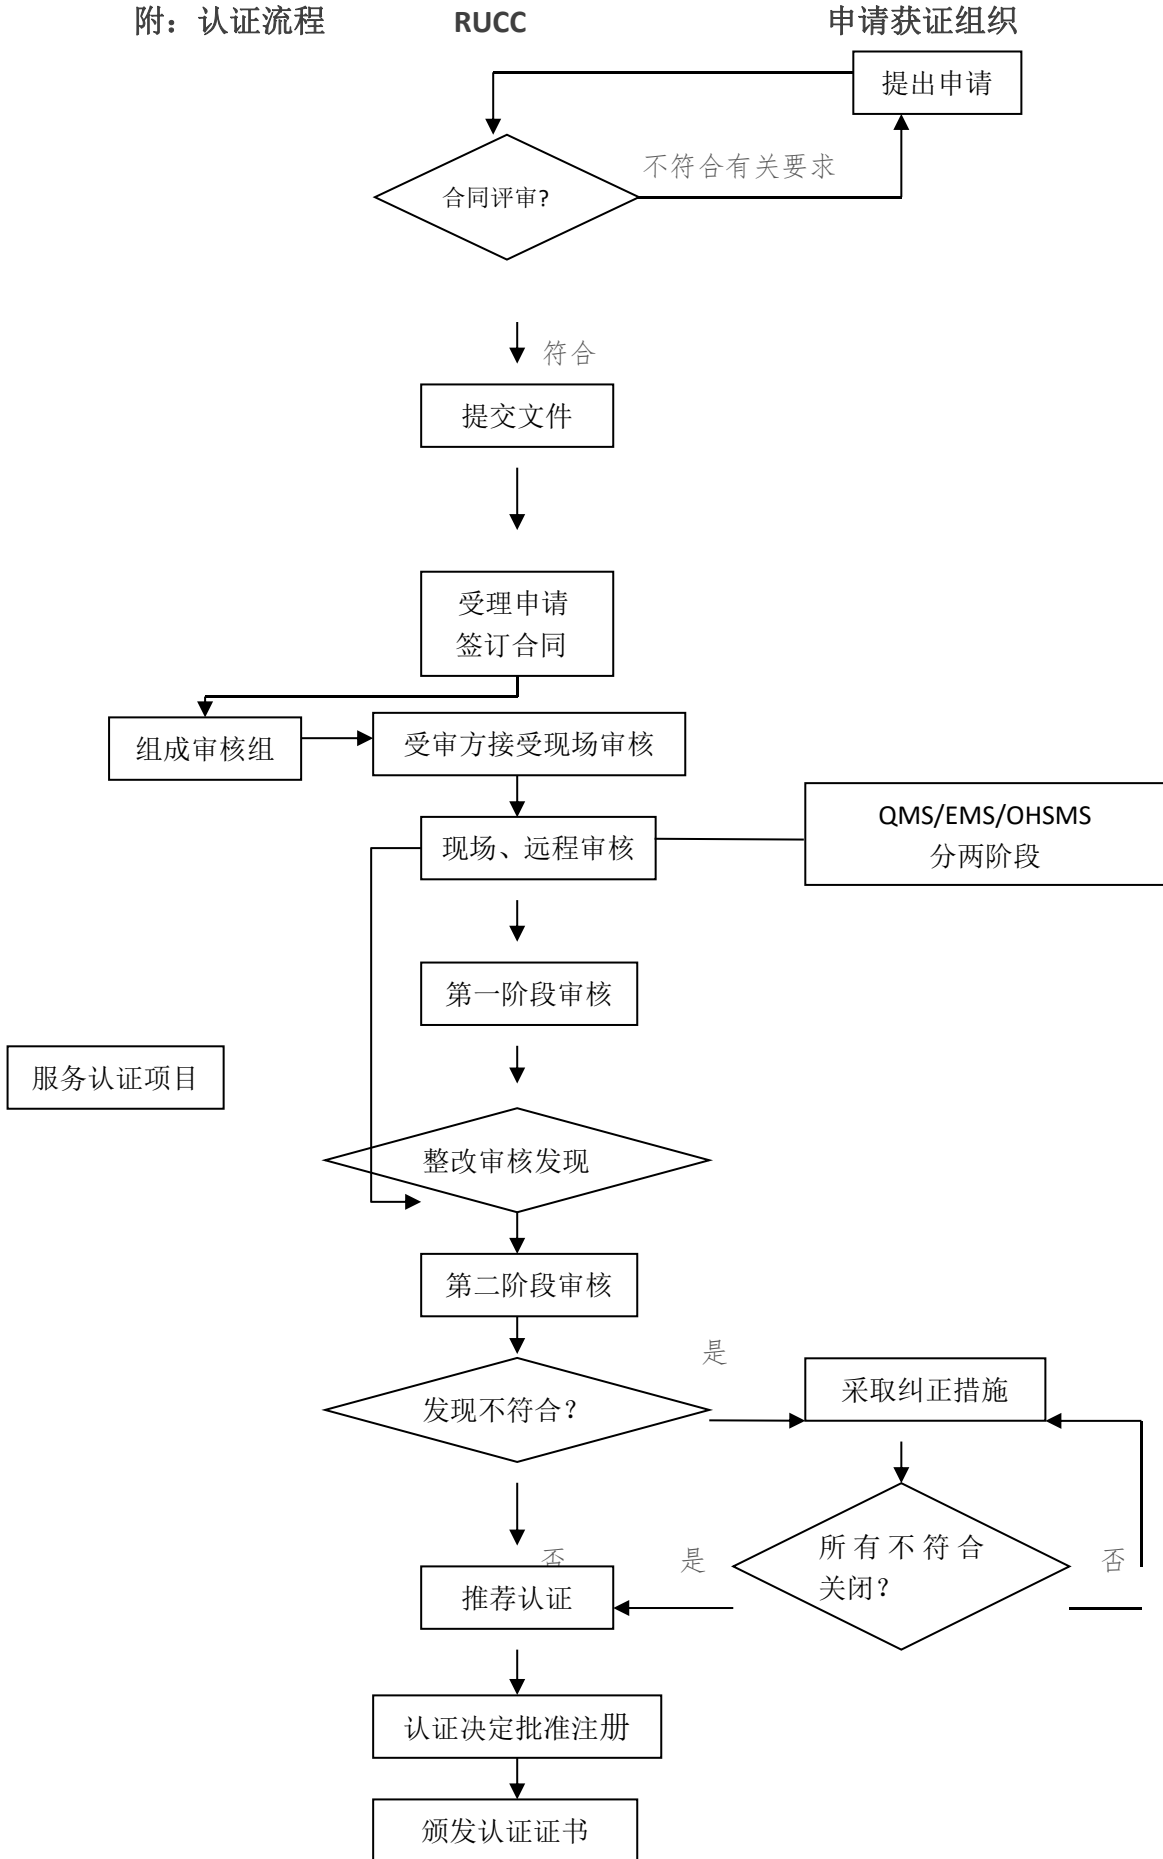 附：认证流程 RUCC 申请获证组织
提出申请
不符合有关要求
合同评审?
符合
提交文件
受理申请
签订合同
组成审核组
受审方接受现场审核
QMS/EMS/OHSMS
分两阶段
现场、远程审核
第一阶段审核
服务认证项目
整改审核发现
第二阶段审核
是
采取纠正措施
发现不符合？
所有不符合
关闭？
否
是
否
推荐认证
认证决定批准注册
颁发认证证书